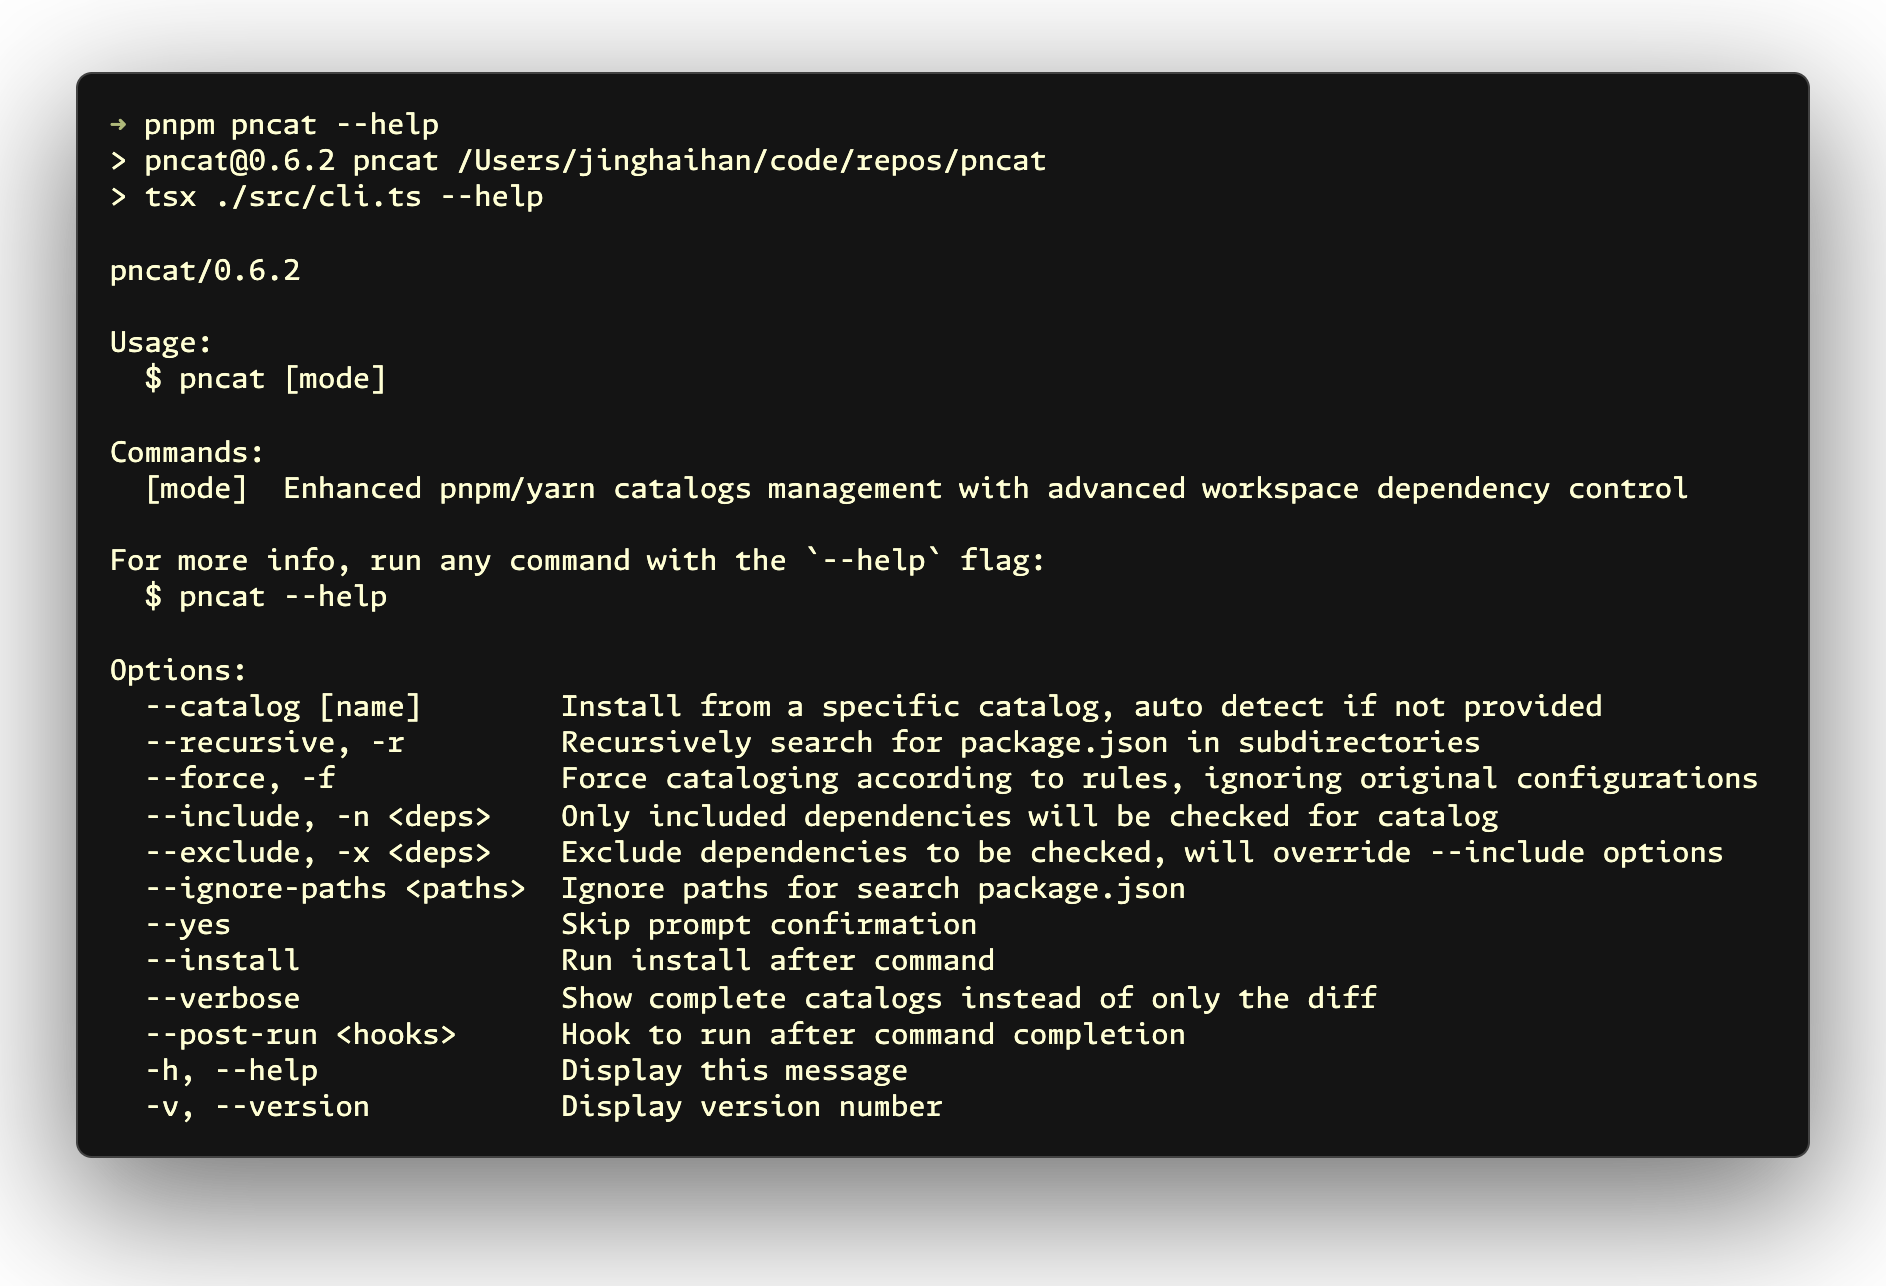 ➜ pnpm pncat --help
> pncat@0.6.2 pncat /Users/jinghaihan/code/repos/pncat
> tsx ./src/cli.ts --help

pncat/0.6.2

Usage:
  $ pncat [mode]

Commands:
  [mode]  Enhanced pnpm/yarn catalogs management with advanced workspace dependency control

For more info, run any command with the `--help` flag:
  $ pncat --help

Options:
  --catalog [name]        Install from a specific catalog, auto detect if not provided
  --recursive, -r         Recursively search for package.json in subdirectories
  --force, -f             Force cataloging according to rules, ignoring original configurations
  --include, -n <deps>    Only included dependencies will be checked for catalog
  --exclude, -x <deps>    Exclude dependencies to be checked, will override --include options
  --ignore-paths <paths>  Ignore paths for search package.json
  --yes                   Skip prompt confirmation
  --install               Run install after command
  --verbose               Show complete catalogs instead of only the diff
  --post-run <hooks>      Hook to run after command completion
  -h, --help              Display this message
  -v, --version           Display version number